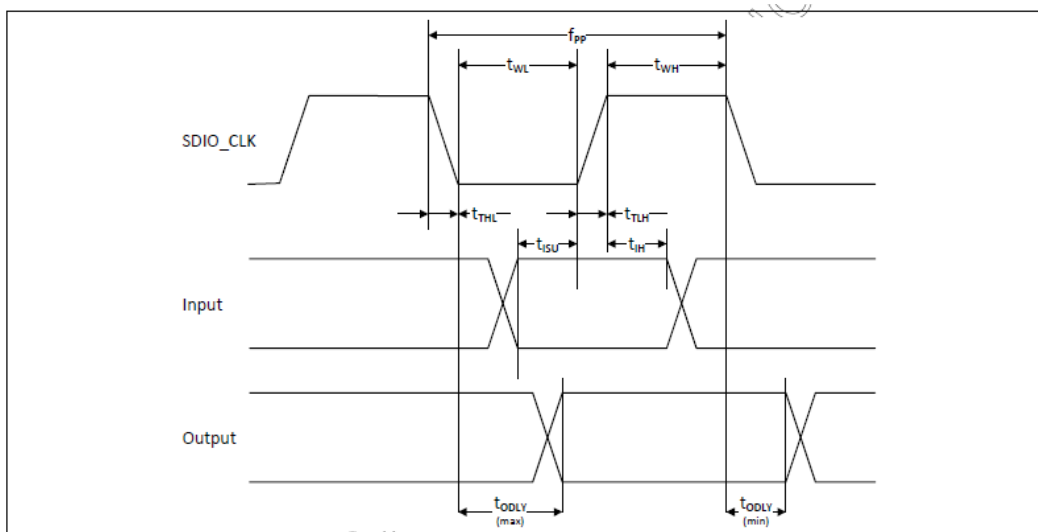 fPP
tWL
tWH
SDIO_CLK
tTHL
tTLH
tISU
tIH
Input
Output
tODLY
(max)
tODLY
(min)